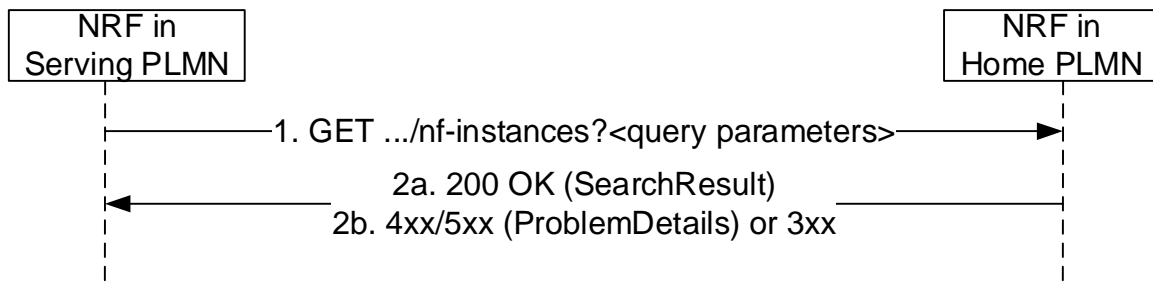 NRF in
Serving PLMN
NRF in
Home PLMN
1. GET .../nf-instances?<query parameters>
2a. 200 OK (SearchResult)
2b. 4xx/5xx (ProblemDetails) or 3xx